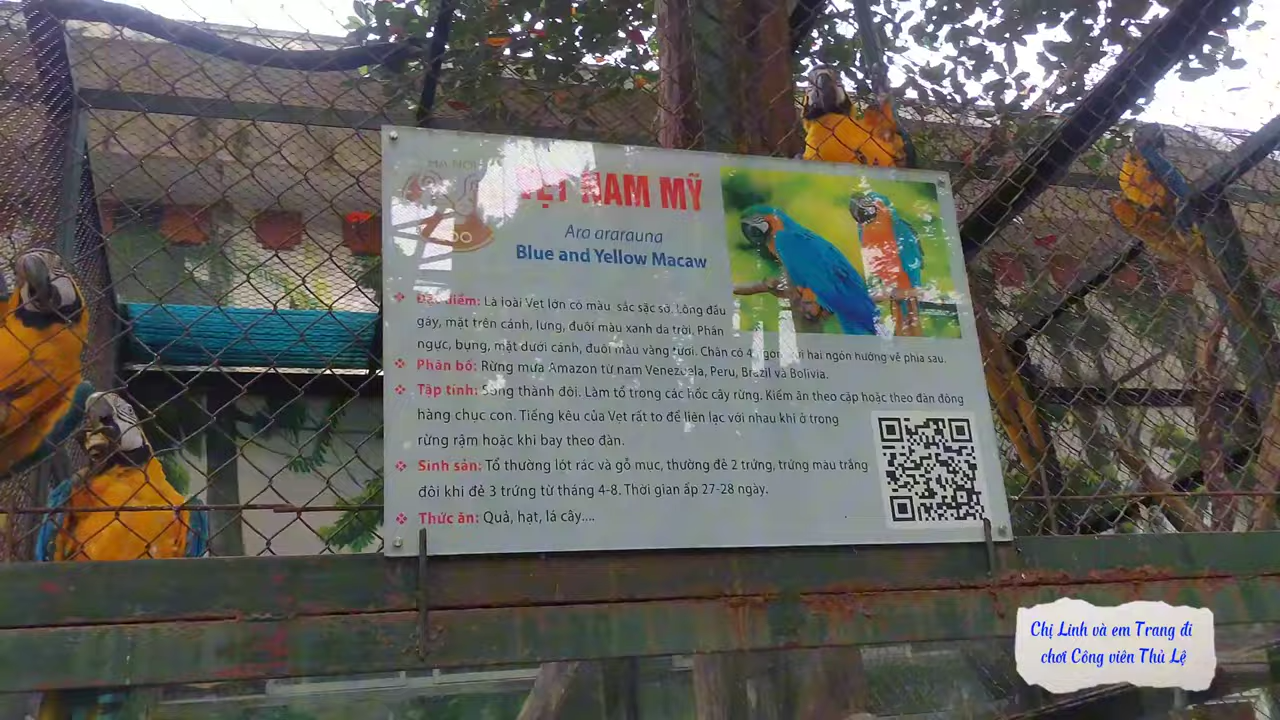 HA NOI
ZOO
VẸT NAM MỸ
Ara ararauna
Blue and Yellow Macaw
Đặc điểm: Là loài Vẹt lớn có màu sắc sặc sỡ. Lông đầu
gáy, mặt trên cánh, lưng, đuôi màu xanh da trời. Phần
ngực, bụng, mặt dưới cánh, đuôi màu vàng tươi. Chân có 4 hai ngón hướng về phía sau.
Phân bố: Rừng mưa Amazon từ nam Venezuela, Peru, Brazil và Bolivia.
Tập tính: Sống thành đôi. Làm tổ trong các hốc cây rừng. Kiếm ăn theo cặp hoặc theo đàn đông
hàng chục con. Tiếng kêu của Vẹt rất to để liên lạc với nhau khi ở trong
rừng rậm hoặc khi bay theo đàn.
Sinh sản: Tổ thường lót rác và gỗ mục, thường đẻ 2 trứng, trứng màu trắng
đôi khi đẻ 3 trứng từ tháng 4-8. Thời gian ấp 27-28 ngày.
Thức ăn: Quả, hạt, lá cây....
Chị Linh và em Trang đi
chơi Công viên Thủ Lệ